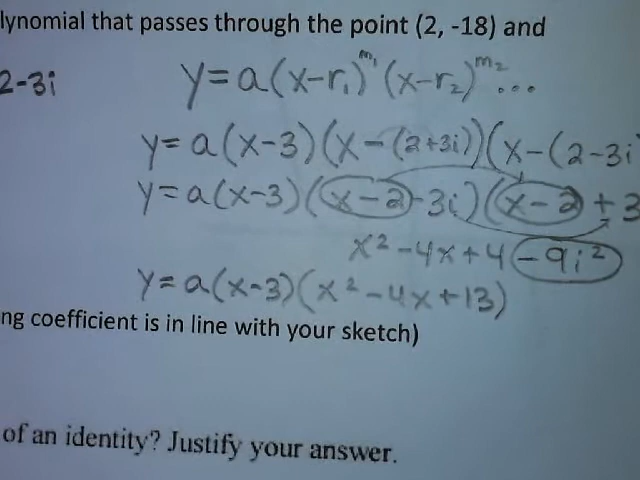 lynomial that passes through the point (2, -18) and
2-3i
y=a(x-r₁)^m₁ (x-r₂)^m₂ ...
y=a(x-3)(x-(2+3i))(x-(2-3i
y=a(x-3)(x-2-3i)(x-2+3
x²-4x+4-9i²
y=a(x-3)(x²-4x+13)
ng coefficient is in line with your sketch)
of an identity? Justify your answer.